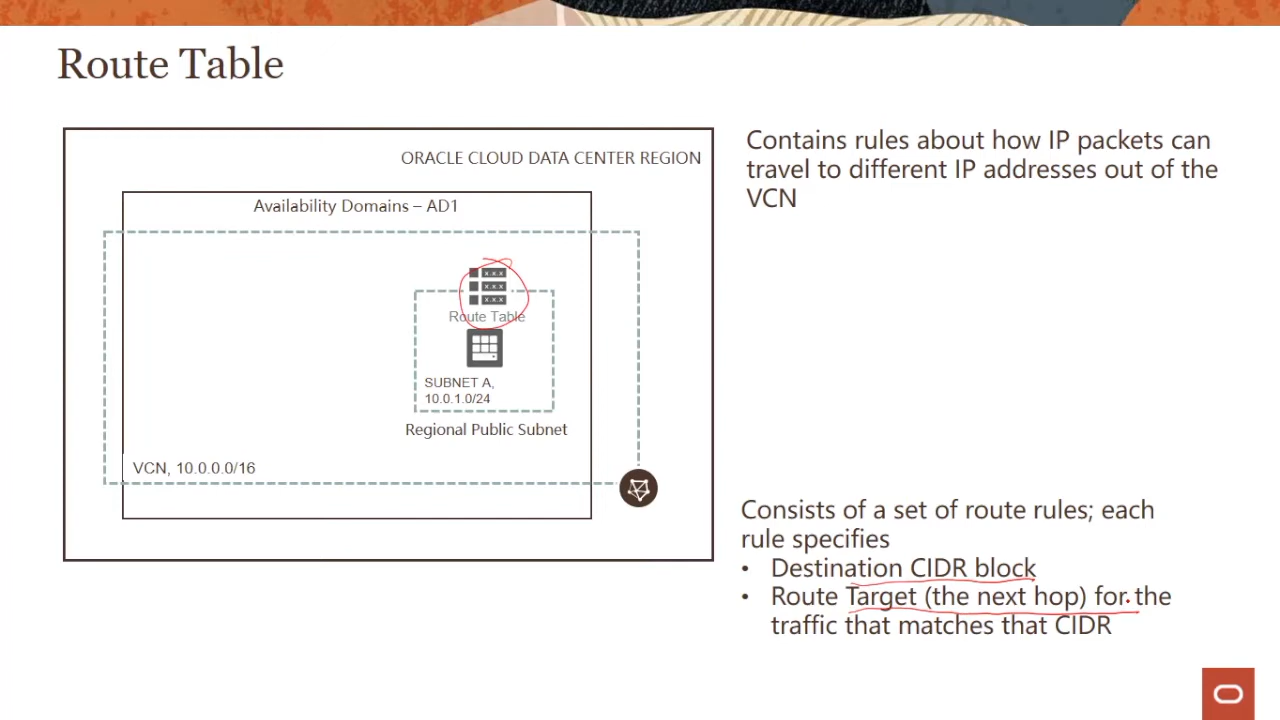 Route Table
ORACLE CLOUD DATA CENTER REGION
Availability Domains – AD1
x.x.x
x.x.x
x.x.x
Route Table
SUBNET A,
10.0.1.0/24
Regional Public Subnet
VCN, 10.0.0.0/16
Contains rules about how IP packets can
travel to different IP addresses out of the
VCN
Consists of a set of route rules; each
rule specifies
• Destination CIDR block
• Route Target (the next hop) for the
traffic that matches that CIDR